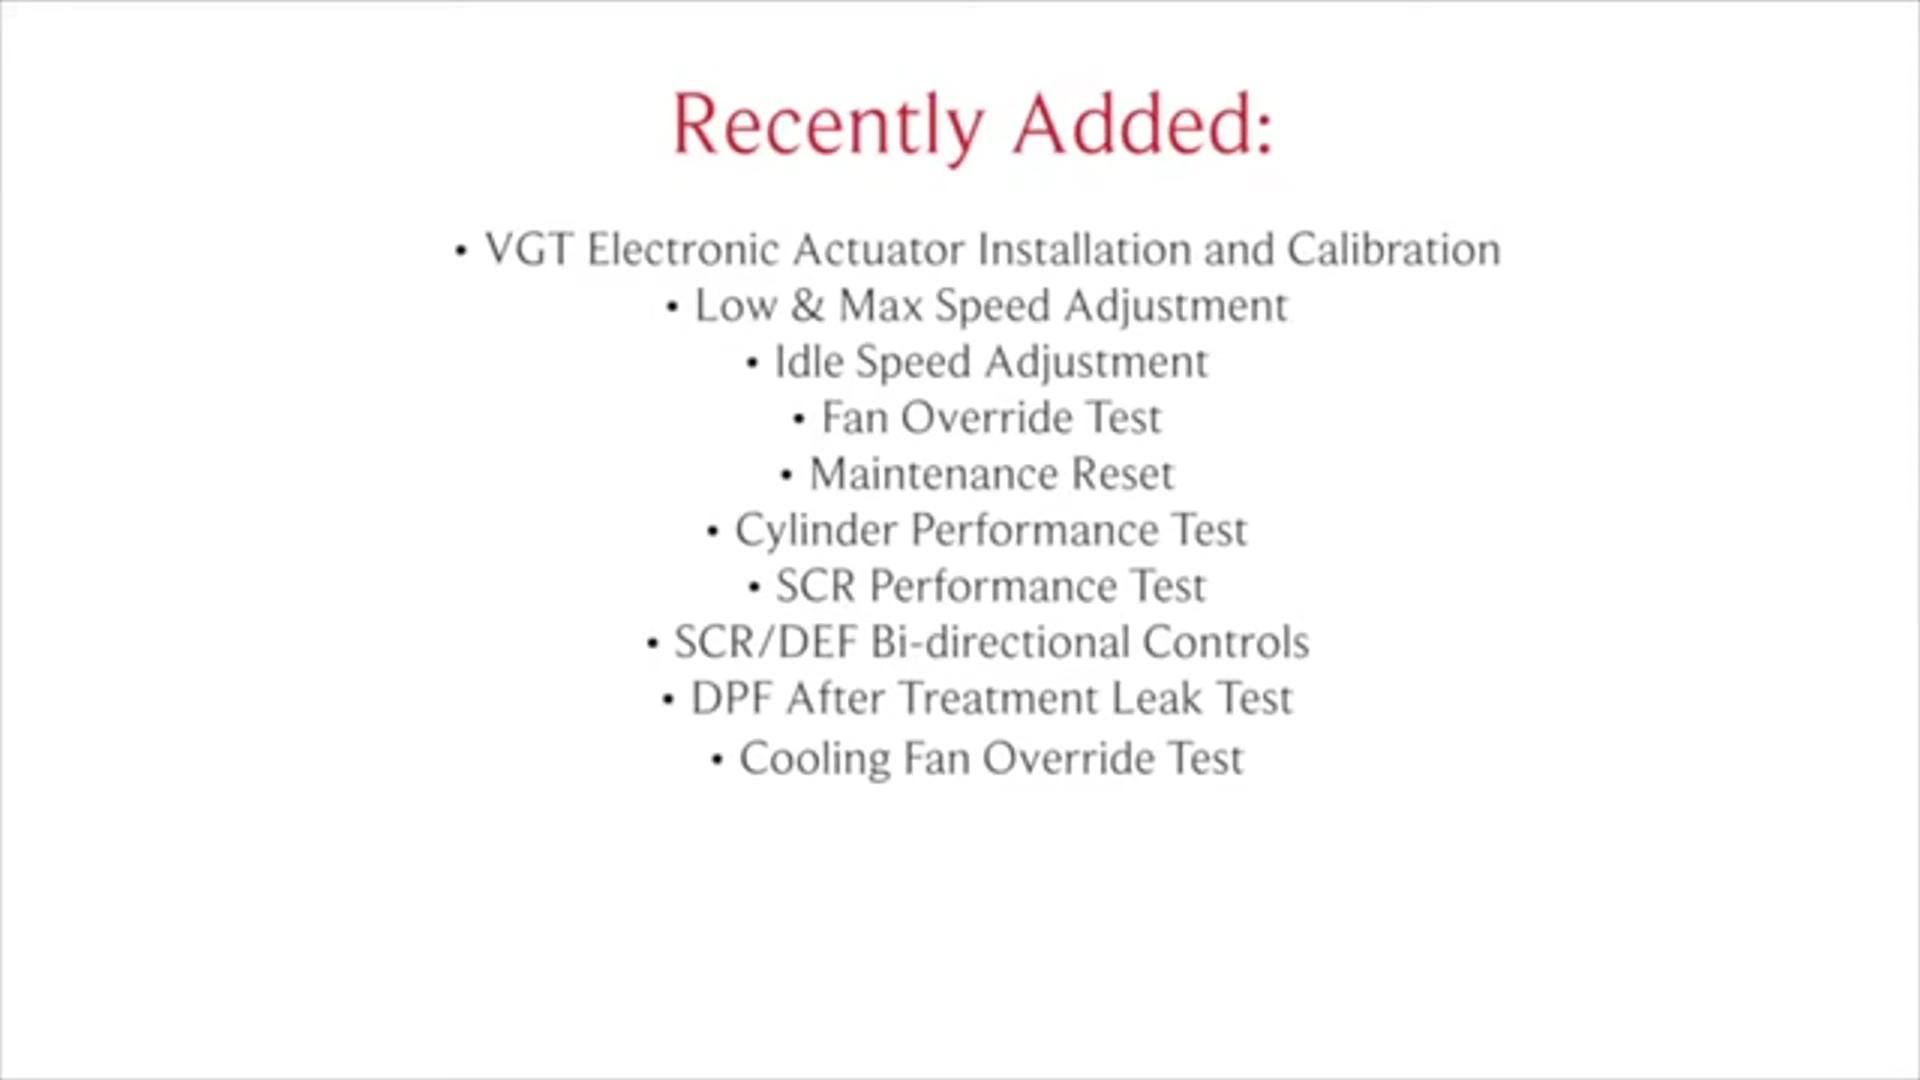 Recently Added:
• VGT Electronic Actuator Installation and Calibration
• Low & Max Speed Adjustment
• Idle Speed Adjustment
• Fan Override Test
• Maintenance Reset
• Cylinder Performance Test
• SCR Performance Test
• SCR/DEF Bi-directional Controls
• DPF After Treatment Leak Test
• Cooling Fan Override Test